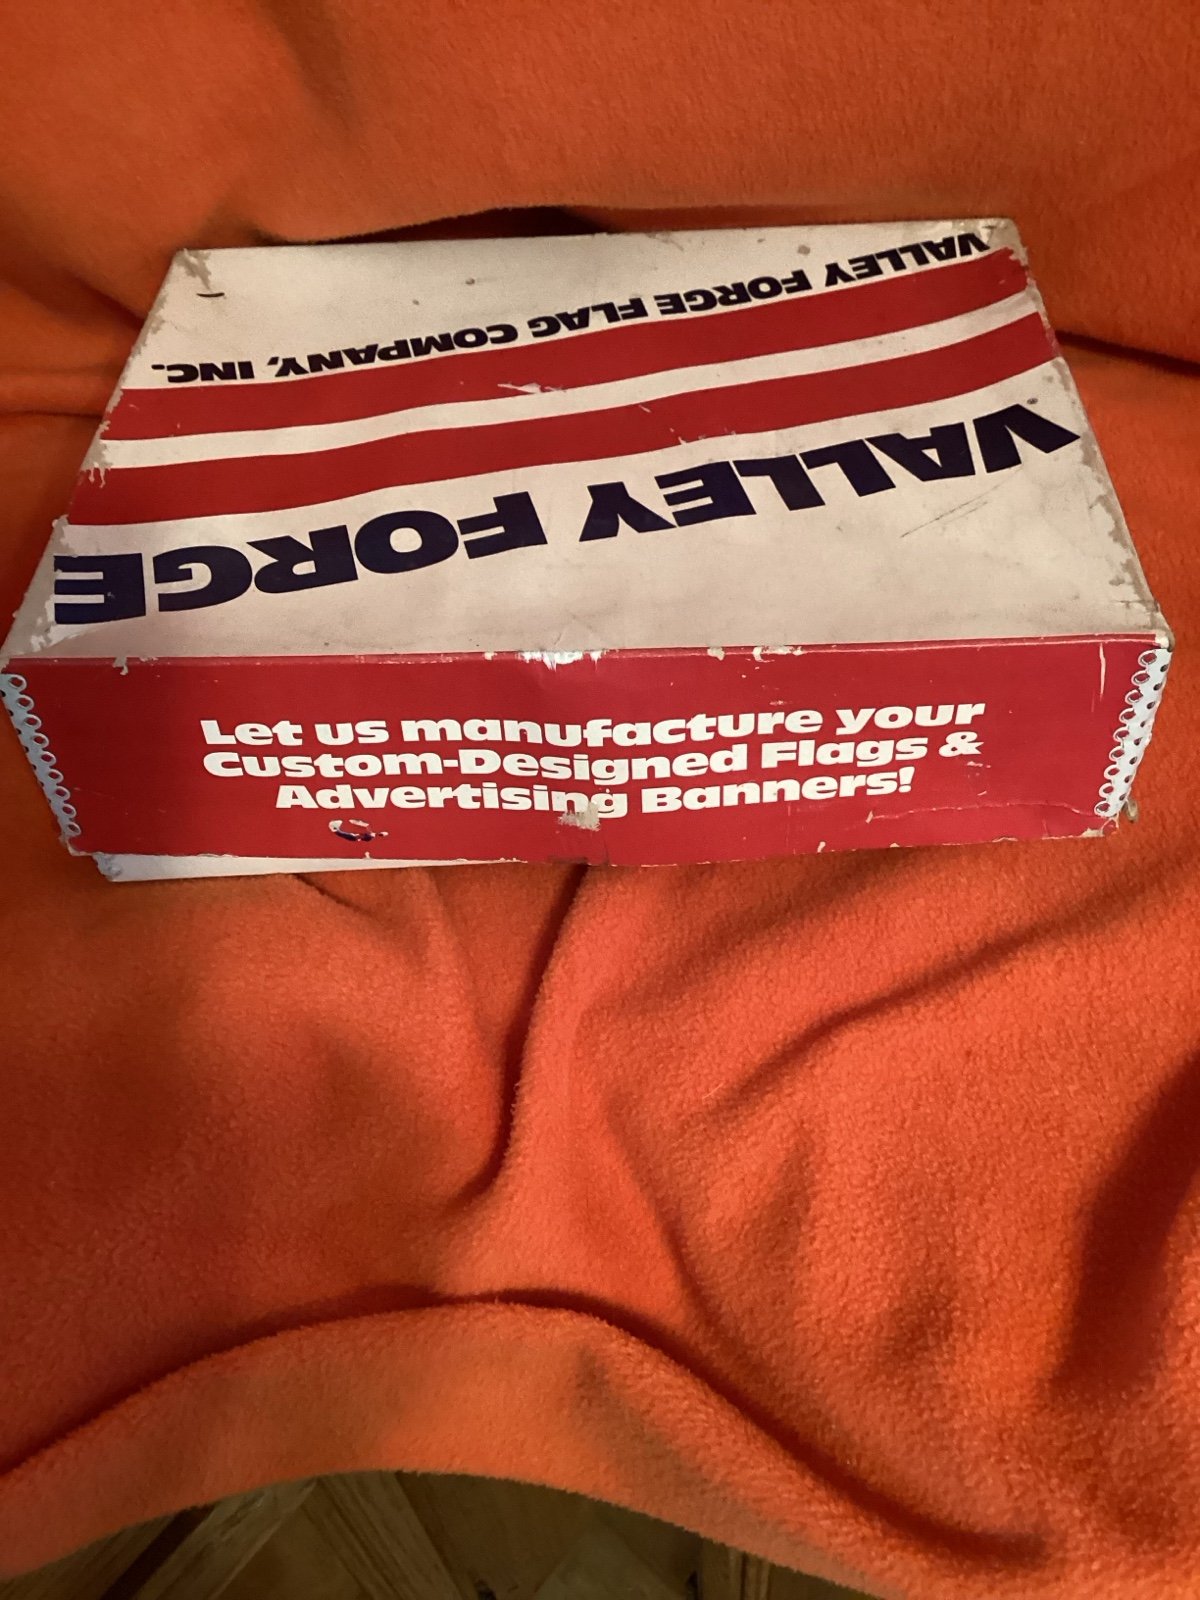 VALLEY FORGE FLAG COMPANY, INC.
VALLEY FORGE
Let us manufacture your
Custom-Designed Flags &
Advertising Banners!